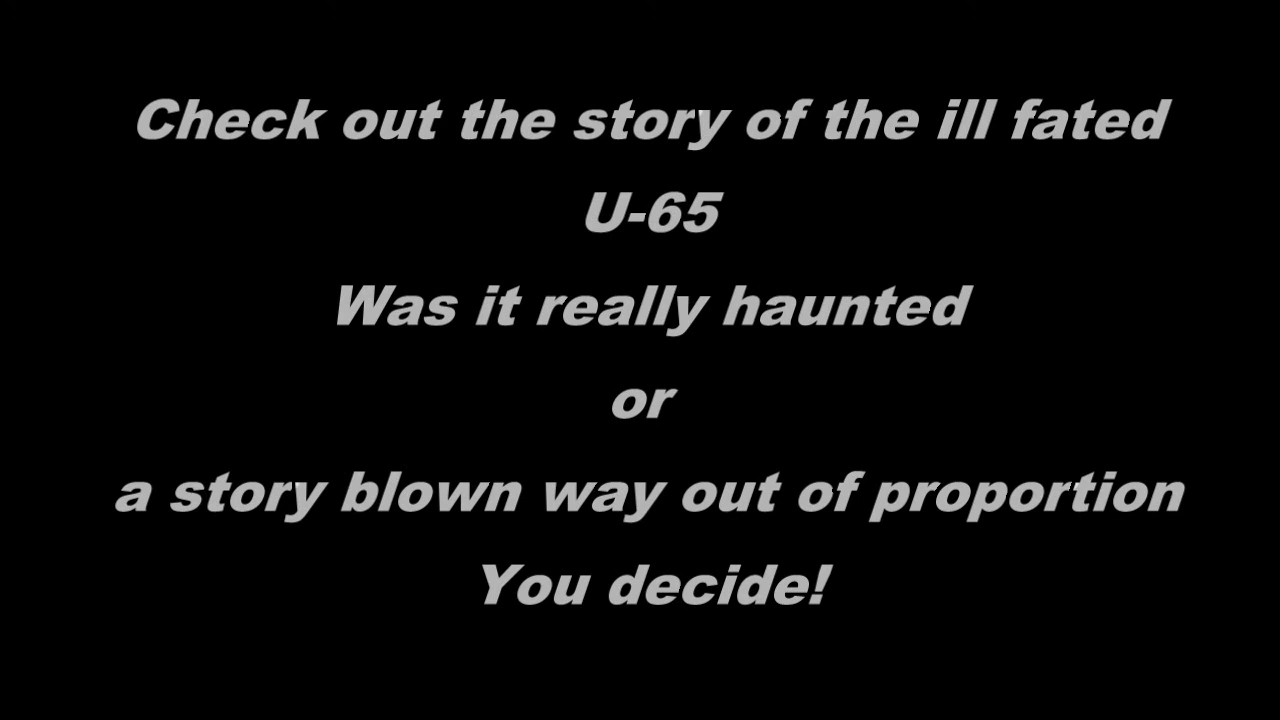 Check out the story of the ill fated
U-65
Was it really haunted
or
a story blown way out of proportion
You decide!